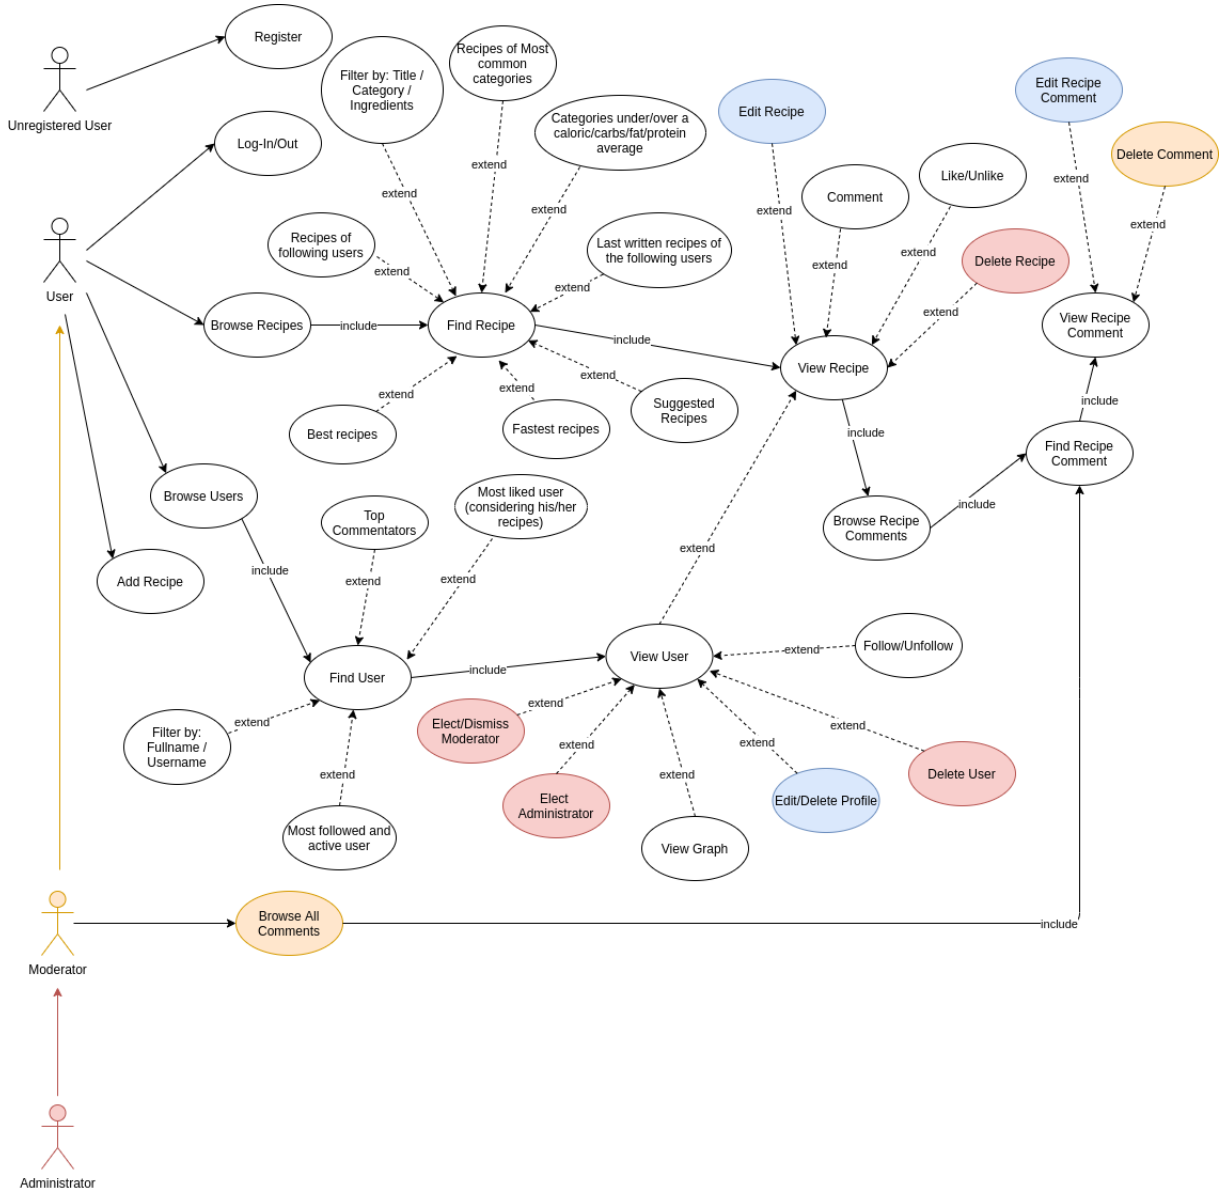 Register
Unregistered User
Filter by: Title /
Category /
Ingredients
Recipes of Most
common
categories
Categories under/over a
caloric/carbs/fat/protein
average
Edit Recipe
Edit Recipe
Comment
Delete Comment
Log-In/Out
Comment
Like/Unlike
Delete Recipe
extend
extend
extend
extend
extend
extend
extend
extend
extend
User
Recipes of
following users
extend
Last written recipes of
the following users
extend
Browse Recipes
include
Find Recipe
include
View Recipe
View Recipe
Comment
extend
Best recipes
extend
Fastest recipes
extend
Suggested
Recipes
include
include
Find Recipe
Comment
Browse Users
Top
Commentators
Most liked user
(considering his/her
recipes)
Browse Recipe
Comments
include
Add Recipe
include
extend
extend
extend
Find User
include
View User
extend
Follow/Unfollow
Filter by:
Fullname /
Username
extend
Elect/Dismiss
Moderator
extend
extend
extend
extend
extend
extend
Elect
Administrator
View Graph
Edit/Delete Profile
Delete User
Most followed and
active user
Moderator
Browse All
Comments
include
Administrator